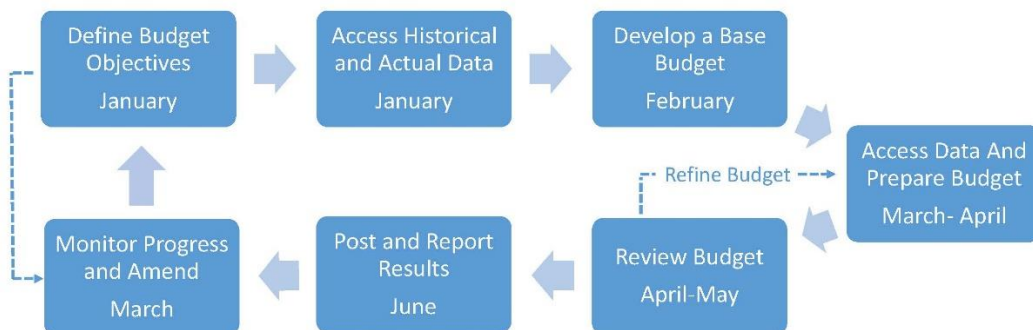 Define Budget
Objectives
January
Access Historical
and Actual Data
January
Develop a Base
Budget
February
Access Data And
Prepare Budget
March- April
Refine Budget
Review Budget
April-May
Post and Report
Results
June
Monitor Progress
and Amend
March